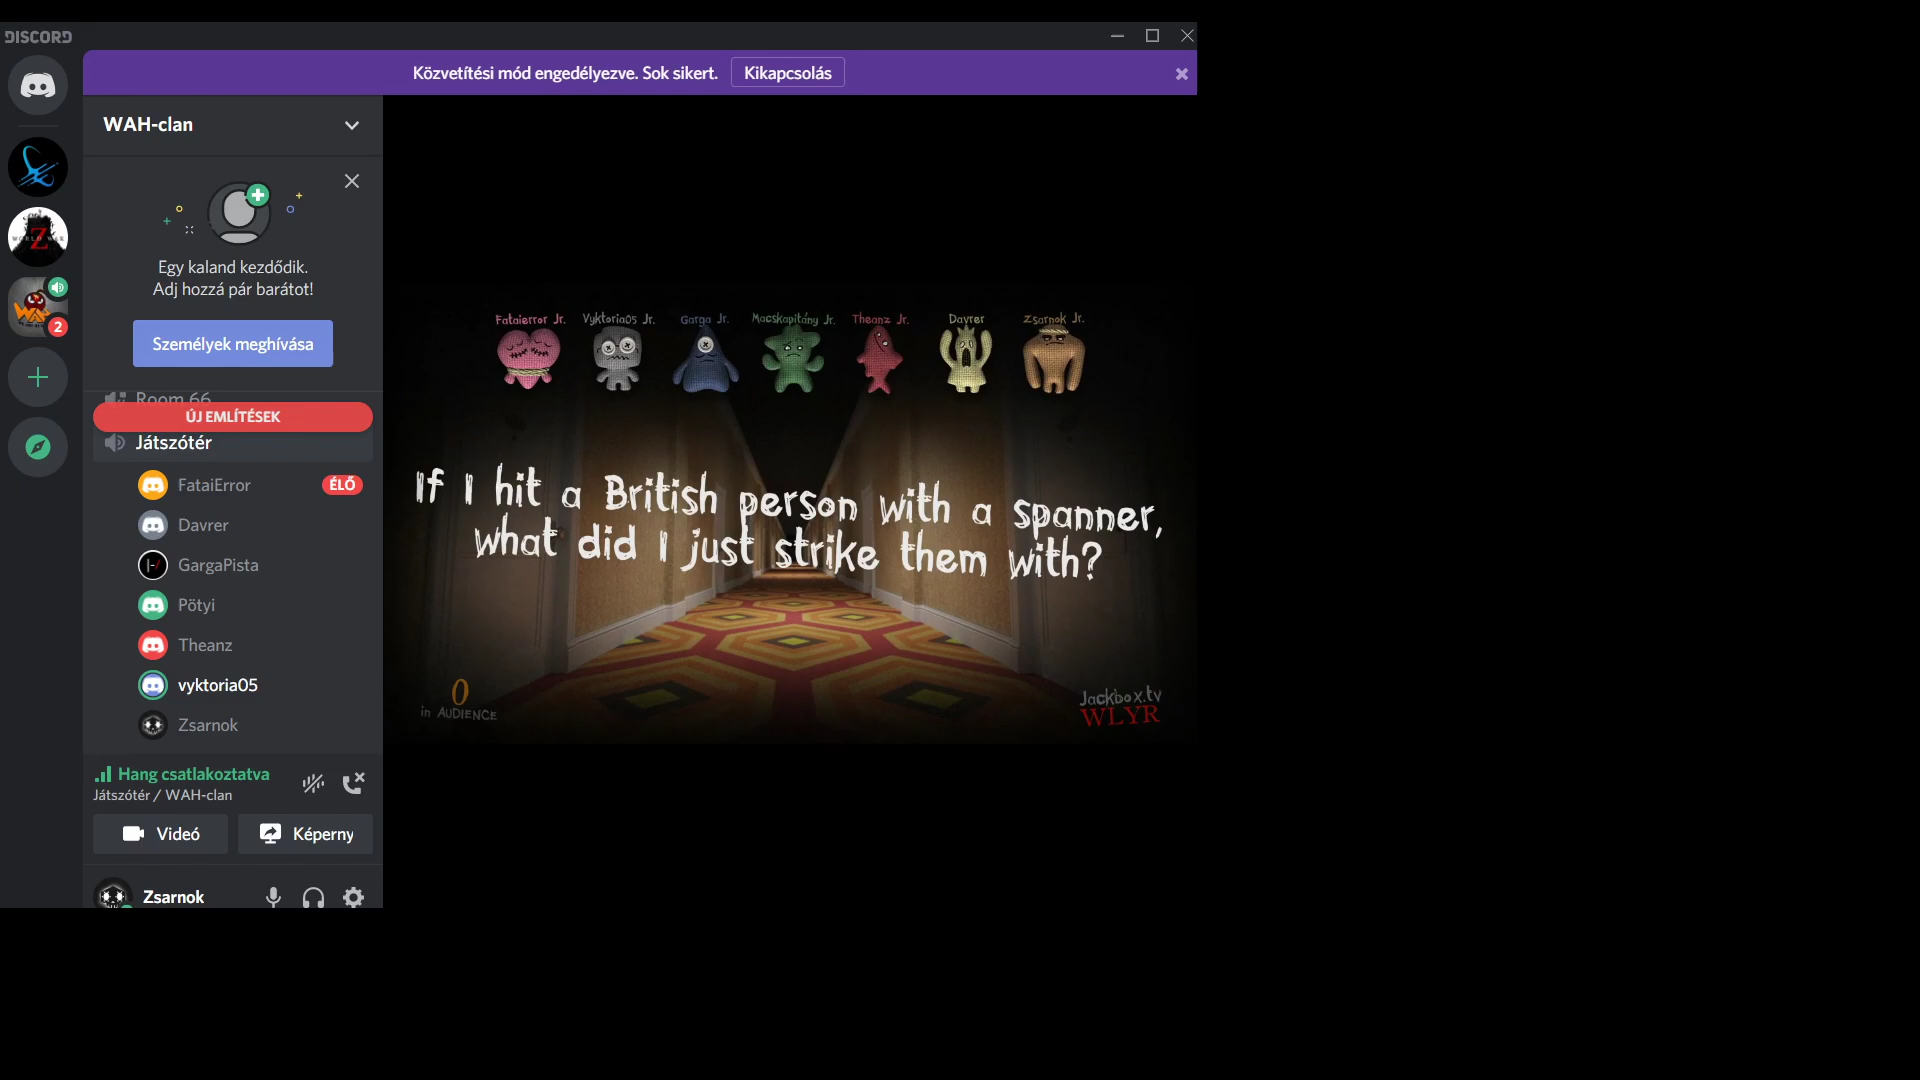 DISCORD
Közvetítési mód engedélyezve. Sok sikert.
Kikapcsolás
WAH-clan
Egy kaland kezdődik.
Adj hozzá pár barátot!
Személyek meghívása
2
Room 66
ÚJ EMLÍTÉSEK
Játszótér
FataiError
ÉLŐ
Davrer
GargaPista
Pötyi
Theanz
vyktoria05
Zsarnok
Hang csatlakoztatva
Játszótér / WAH-clan
Videó
Képerny
Zsarnok
Fataierror Jr.
Vyktoria05 Jr.
Garga Jr.
Macskapitány Jr.
Theanz Jr.
Davrer
Zsarnok Jr.
If I hit a British person with a spanner,
what did I just strike them with?
0
in AUDIENCE
Jackbox.tv
WLYR